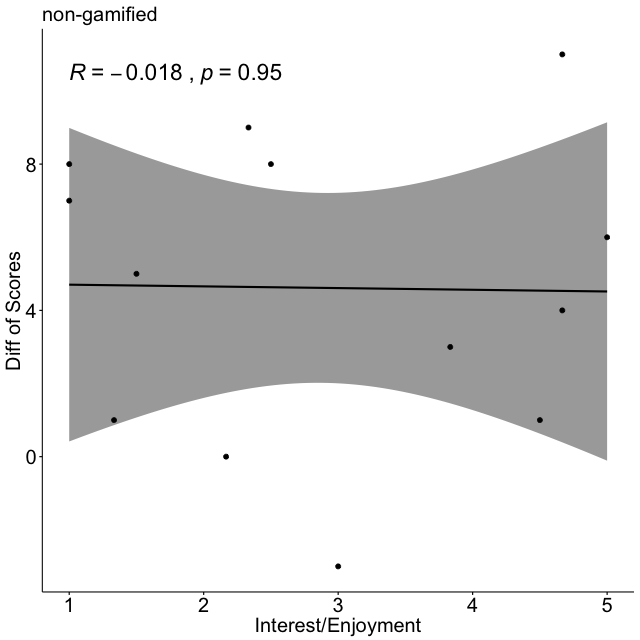 non-gamified
R = −0.018 , p = 0.95
Diff of Scores
8
4
0
1 2 3 4 5
Interest/Enjoyment